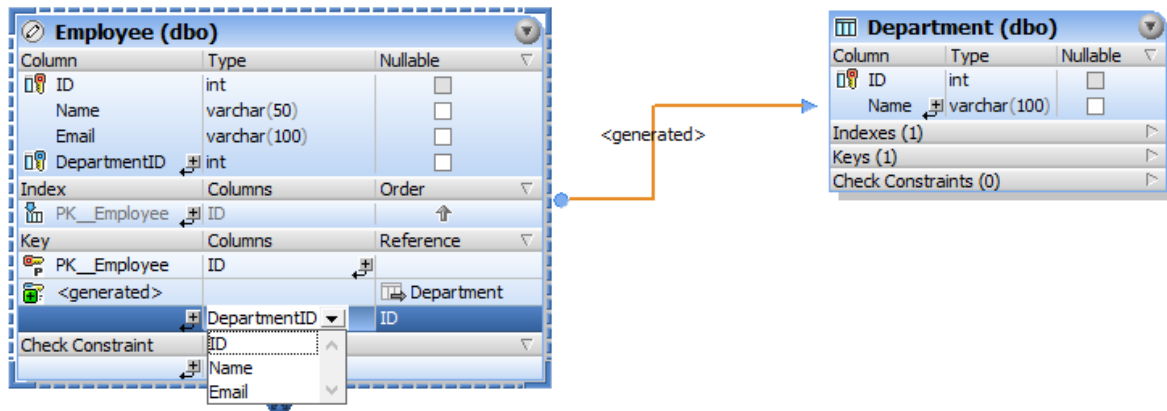 Employee (dbo)
Column Type Nullable
ID int
Name varchar(50)
Email varchar(100)
DepartmentID int
Index Columns Order
PK__Employee ID
Key Columns Reference
PK__Employee ID
<generated> Department
DepartmentID ID
Check Constraint
ID
Name
Email
<generated>
Department (dbo)
Column Type Nullable
ID int
Name varchar(100)
Indexes (1)
Keys (1)
Check Constraints (0)